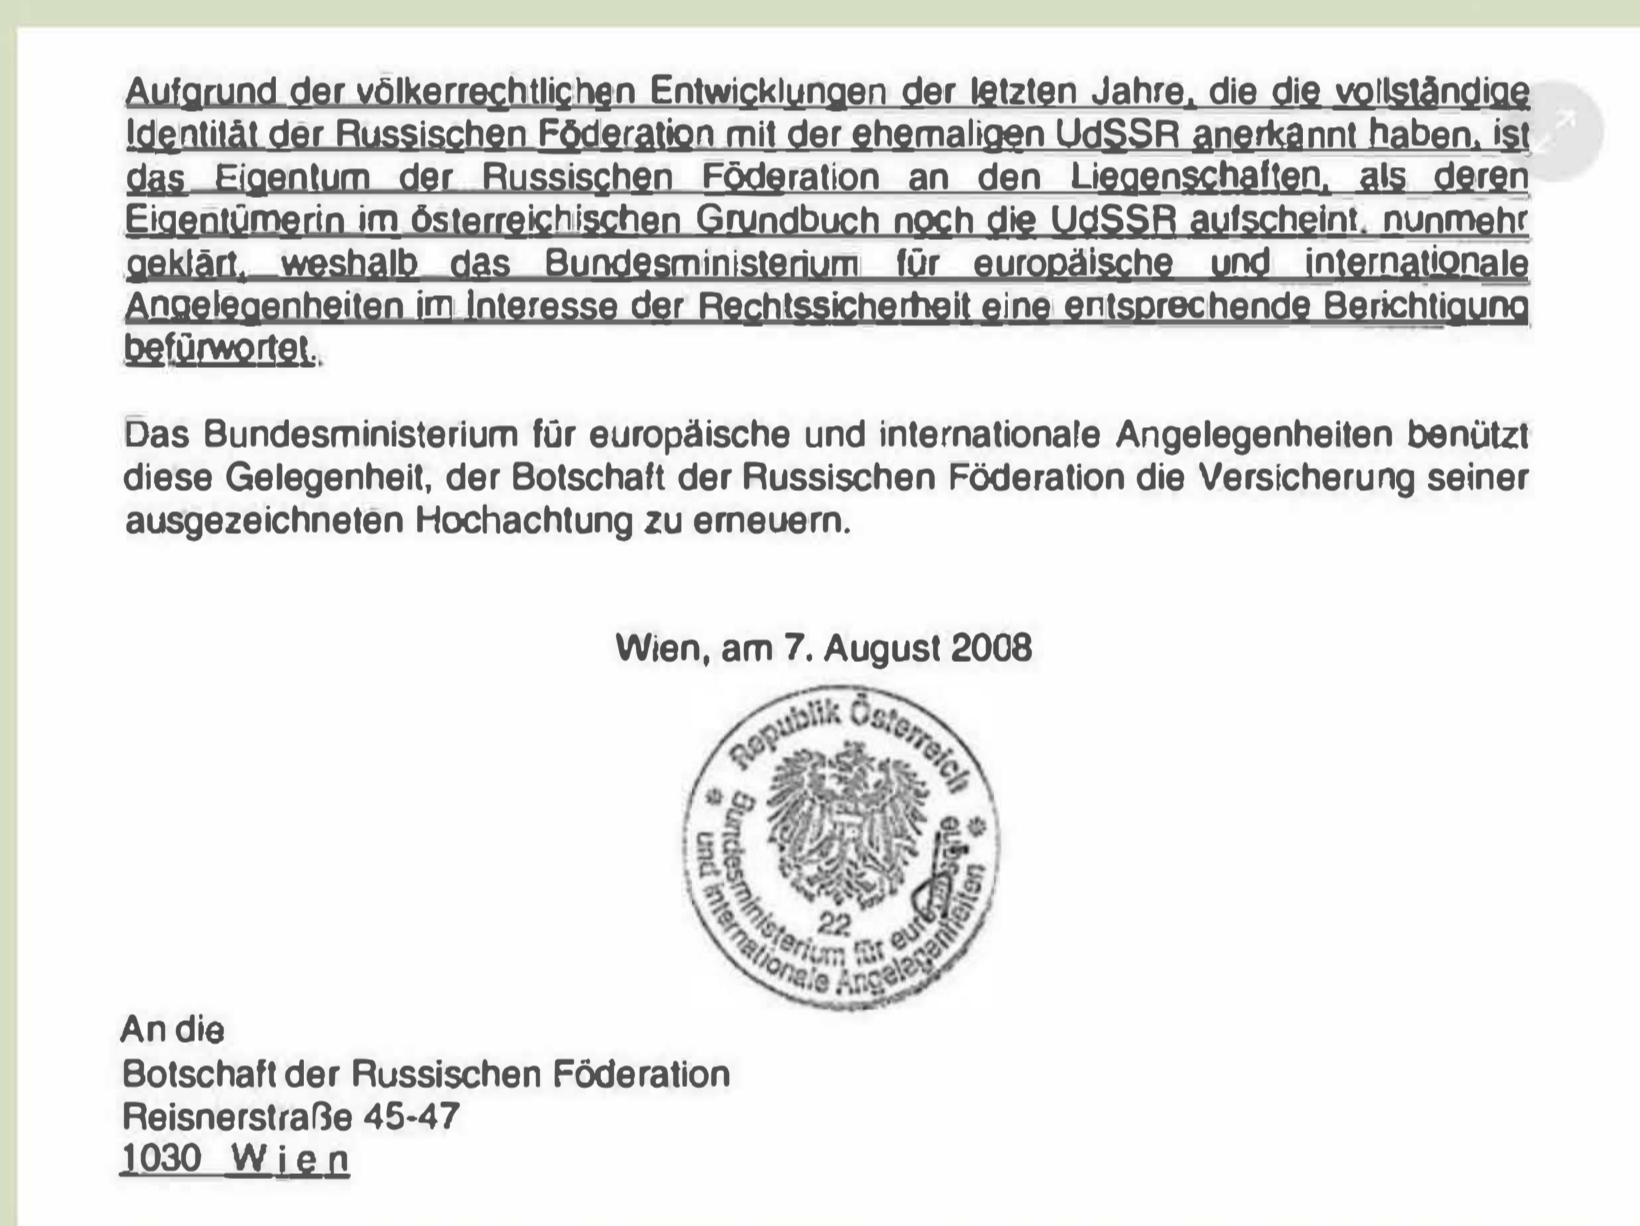 Aufgrund der völkerrechtlichen Entwicklungen der letzten Jahre, die die vollständige
Identität der Russischen Föderation mit der ehemaligen UdSSR anerkannt haben, ist
das Eigentum der Russischen Föderation an den Liegenschaften, als deren
Eigentümerin im österreichischen Grundbuch noch die UdSSR aufscheint, nunmehr
geklärt, weshalb das Bundesministerium für europäische und internationale
Angelegenheiten im Interesse der Rechtssicherheit eine entsprechende Berichtigung
befürwortet.
Das Bundesministerium für europäische und internationale Angelegenheiten benützt
diese Gelegenheit, der Botschaft der Russischen Föderation die Versicherung seiner
ausgezeichneten Hochachtung zu erneuern.
Wien, am 7. August 2008
Republik Österreich
22
Bundesministerium für europäische
und internationale Angelegenheiten
An die
Botschaft der Russischen Föderation
Reisnerstraße 45-47
1030 Wien